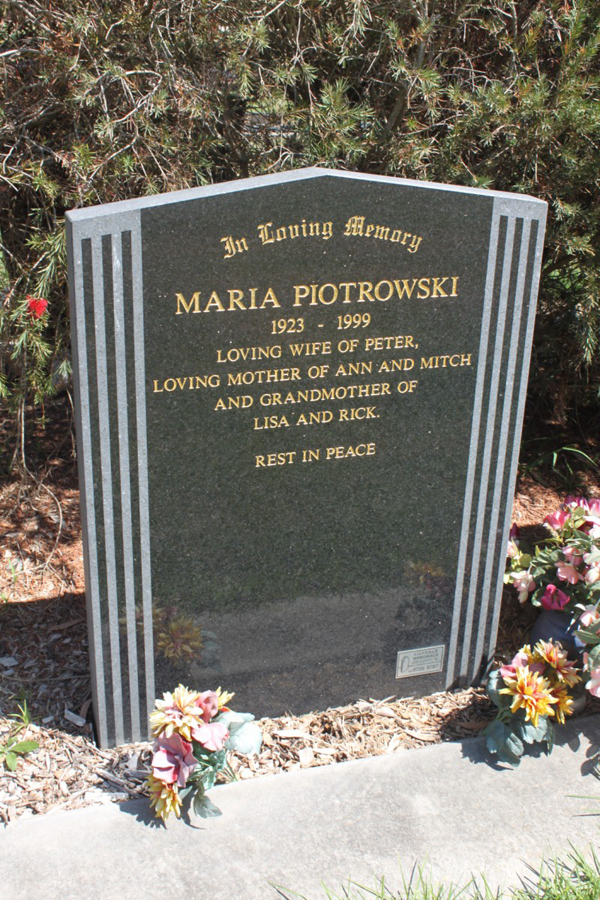 In Loving Memory
MARIA PIOTROWSKI
1923 - 1999
LOVING WIFE OF PETER,
LOVING MOTHER OF ANN AND MITCH
AND GRANDMOTHER OF
LISA AND RICK.
REST IN PEACE